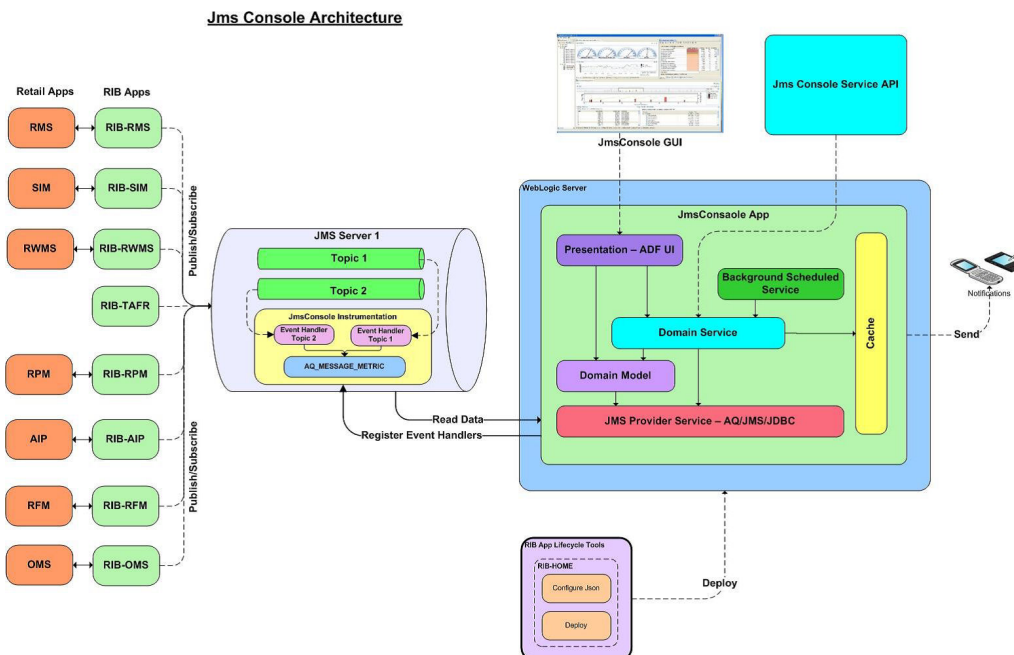 Jms Console Architecture
Retail Apps
RIB Apps
RMS
RIB-RMS
SIM
RIB-SIM
RWMS
RIB-RWMS
RIB-TAFR
RPM
RIB-RPM
AIP
RIB-AIP
RFM
RIB-RFM
OMS
RIB-OMS
Publish/Subscribe
Publish/Subscribe
JMS Server 1
Topic 1
Topic 2
JmsConsole Instrumentation
Event Handler
Topic 2
Event Handler
Topic 1
AQ_MESSAGE_METRIC
Read Data
Register Event Handlers
JmsConsole GUI
Jms Console Service API
WebLogic Server
JmsConsaole App
Presentation – ADF UI
Background Scheduled
Service
Domain Service
Domain Model
JMS Provider Service – AQ/JMS/JDBC
Cache
Notifications
Send
RIB App Lifecycle Tools
RIB-HOME
Configure Json
Deploy
Deploy